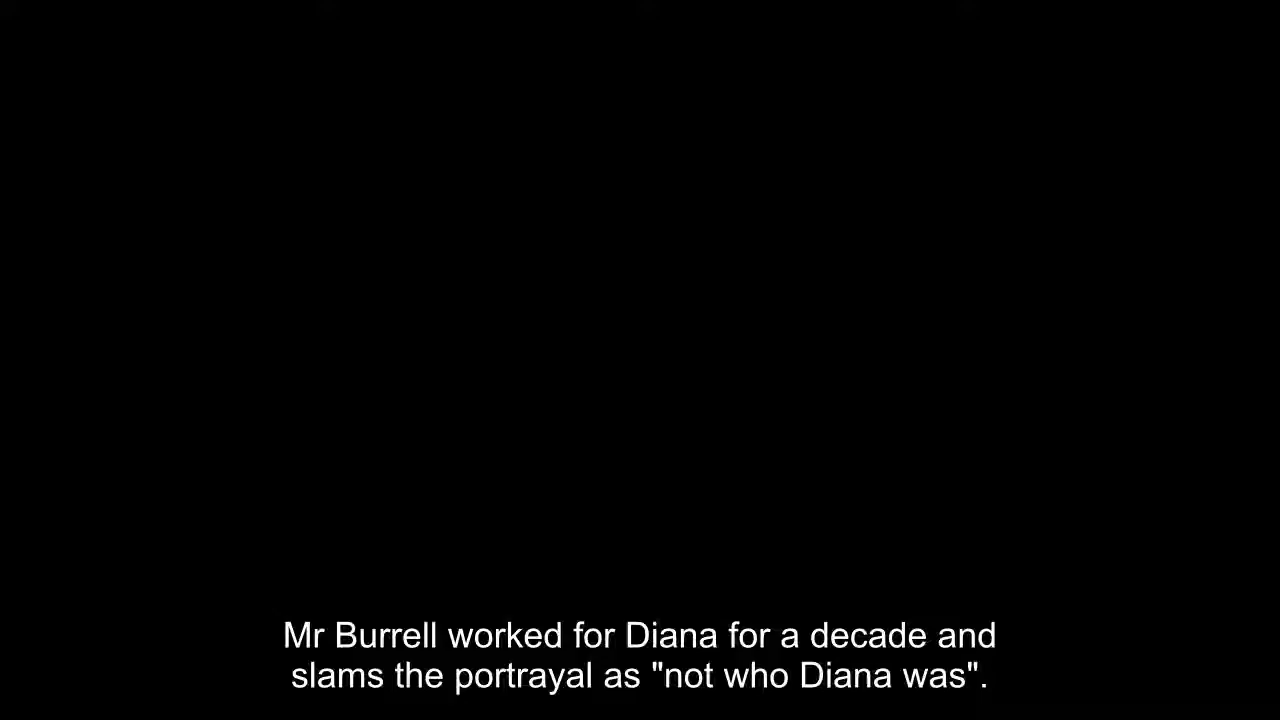 Mr Burrell worked for Diana for a decade and
slams the portrayal as "not who Diana was".